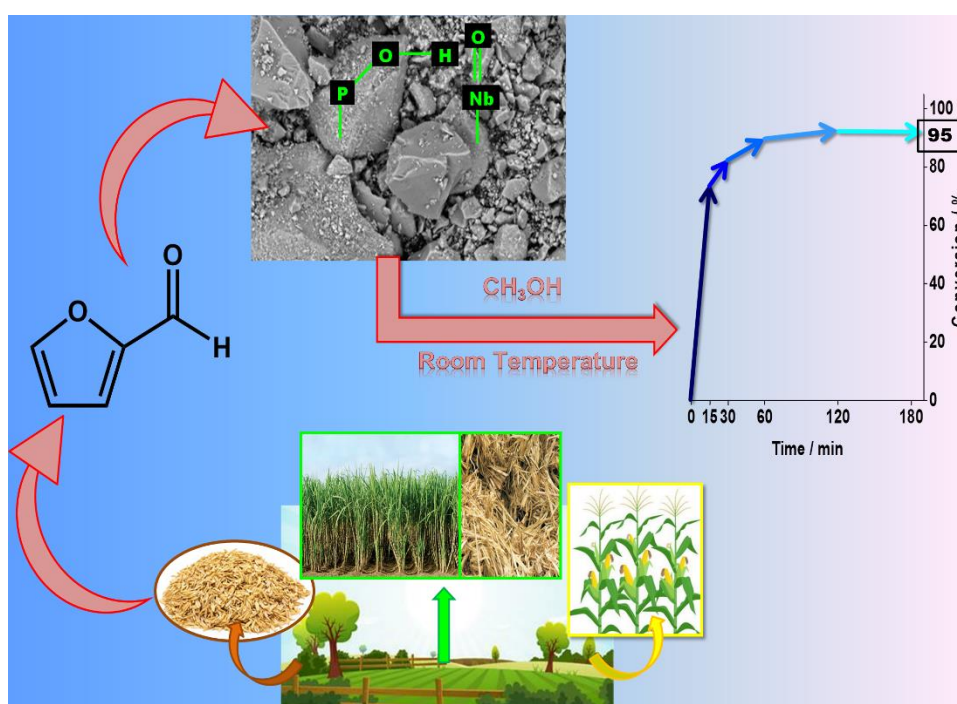 O
P O H
Nb
O
O
H
CH₃OH
Room Temperature
100
95
80
60
40
20
0
Conversion / %
0 15 30 60 120 180
Time / min